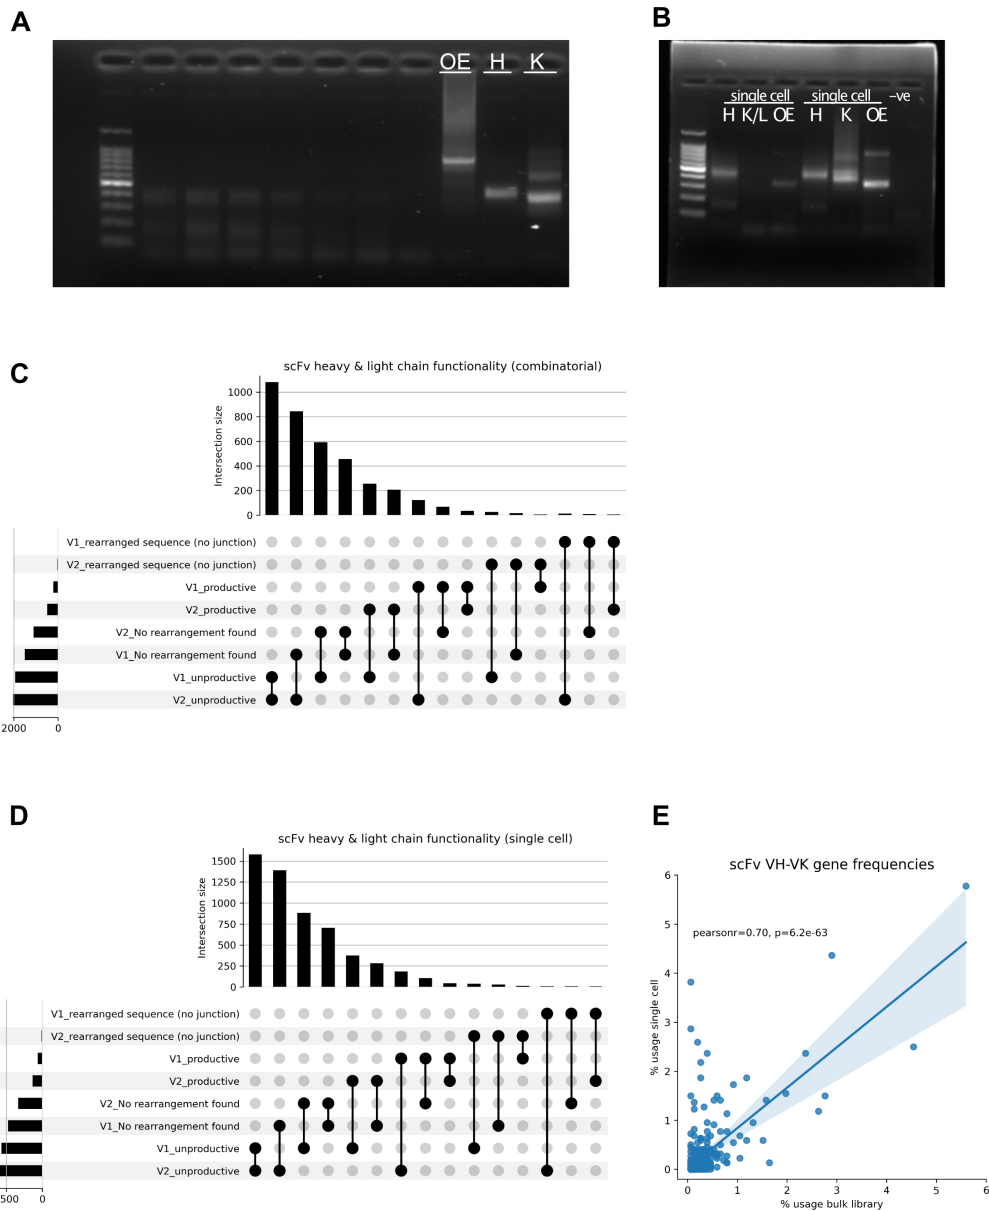 A
OE H K
B
single cell single cell -ve
H K/L OE H K OE
C
scFv heavy & light chain functionality (combinatorial)
Intersection size
1000
800
600
400
200
0
V1_rearranged sequence (no junction)
V2_rearranged sequence (no junction)
V1_productive
V2_productive
V2_No rearrangement found
V1_No rearrangement found
V1_unproductive
V2_unproductive
2000 0
D
scFv heavy & light chain functionality (single cell)
Intersection size
1500
1250
1000
750
500
250
0
V1_rearranged sequence (no junction)
V2_rearranged sequence (no junction)
V1_productive
V2_productive
V2_No rearrangement found
V1_No rearrangement found
V1_unproductive
V2_unproductive
500 0
E
scFv VH-VK gene frequencies
pearsonr=0.70, p=6.2e-63
% usage single cell
6
5
4
3
2
1
0
0 1 2 3 4 5 6
% usage bulk library